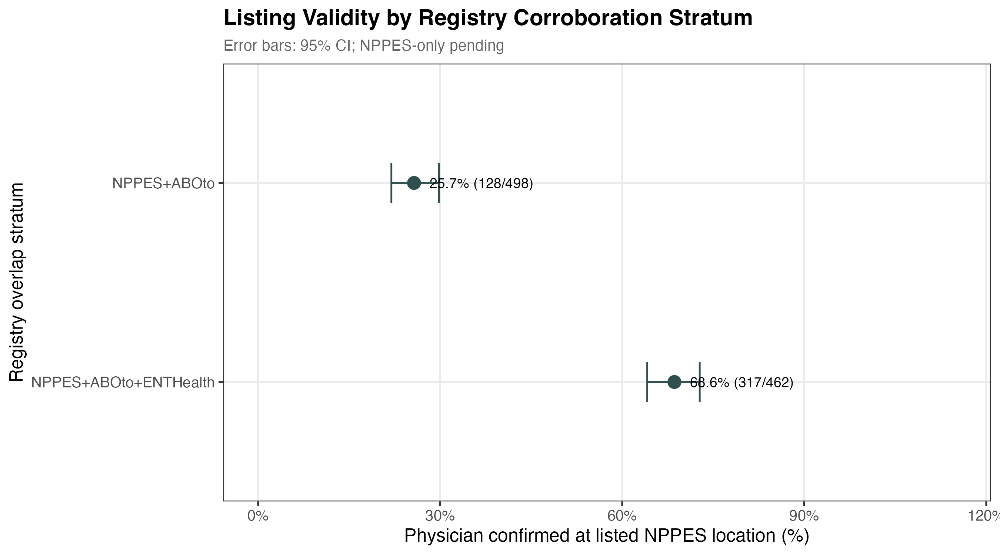 Listing Validity by Registry Corroboration Stratum
Error bars: 95% CI; NPPES-only pending
Registry overlap stratum
NPPES+ABOto
25.7% (128/498)
NPPES+ABOto+ENTHealth
68.6% (317/462)
0%
30%
60%
90%
120%
Physician confirmed at listed NPPES location (%)